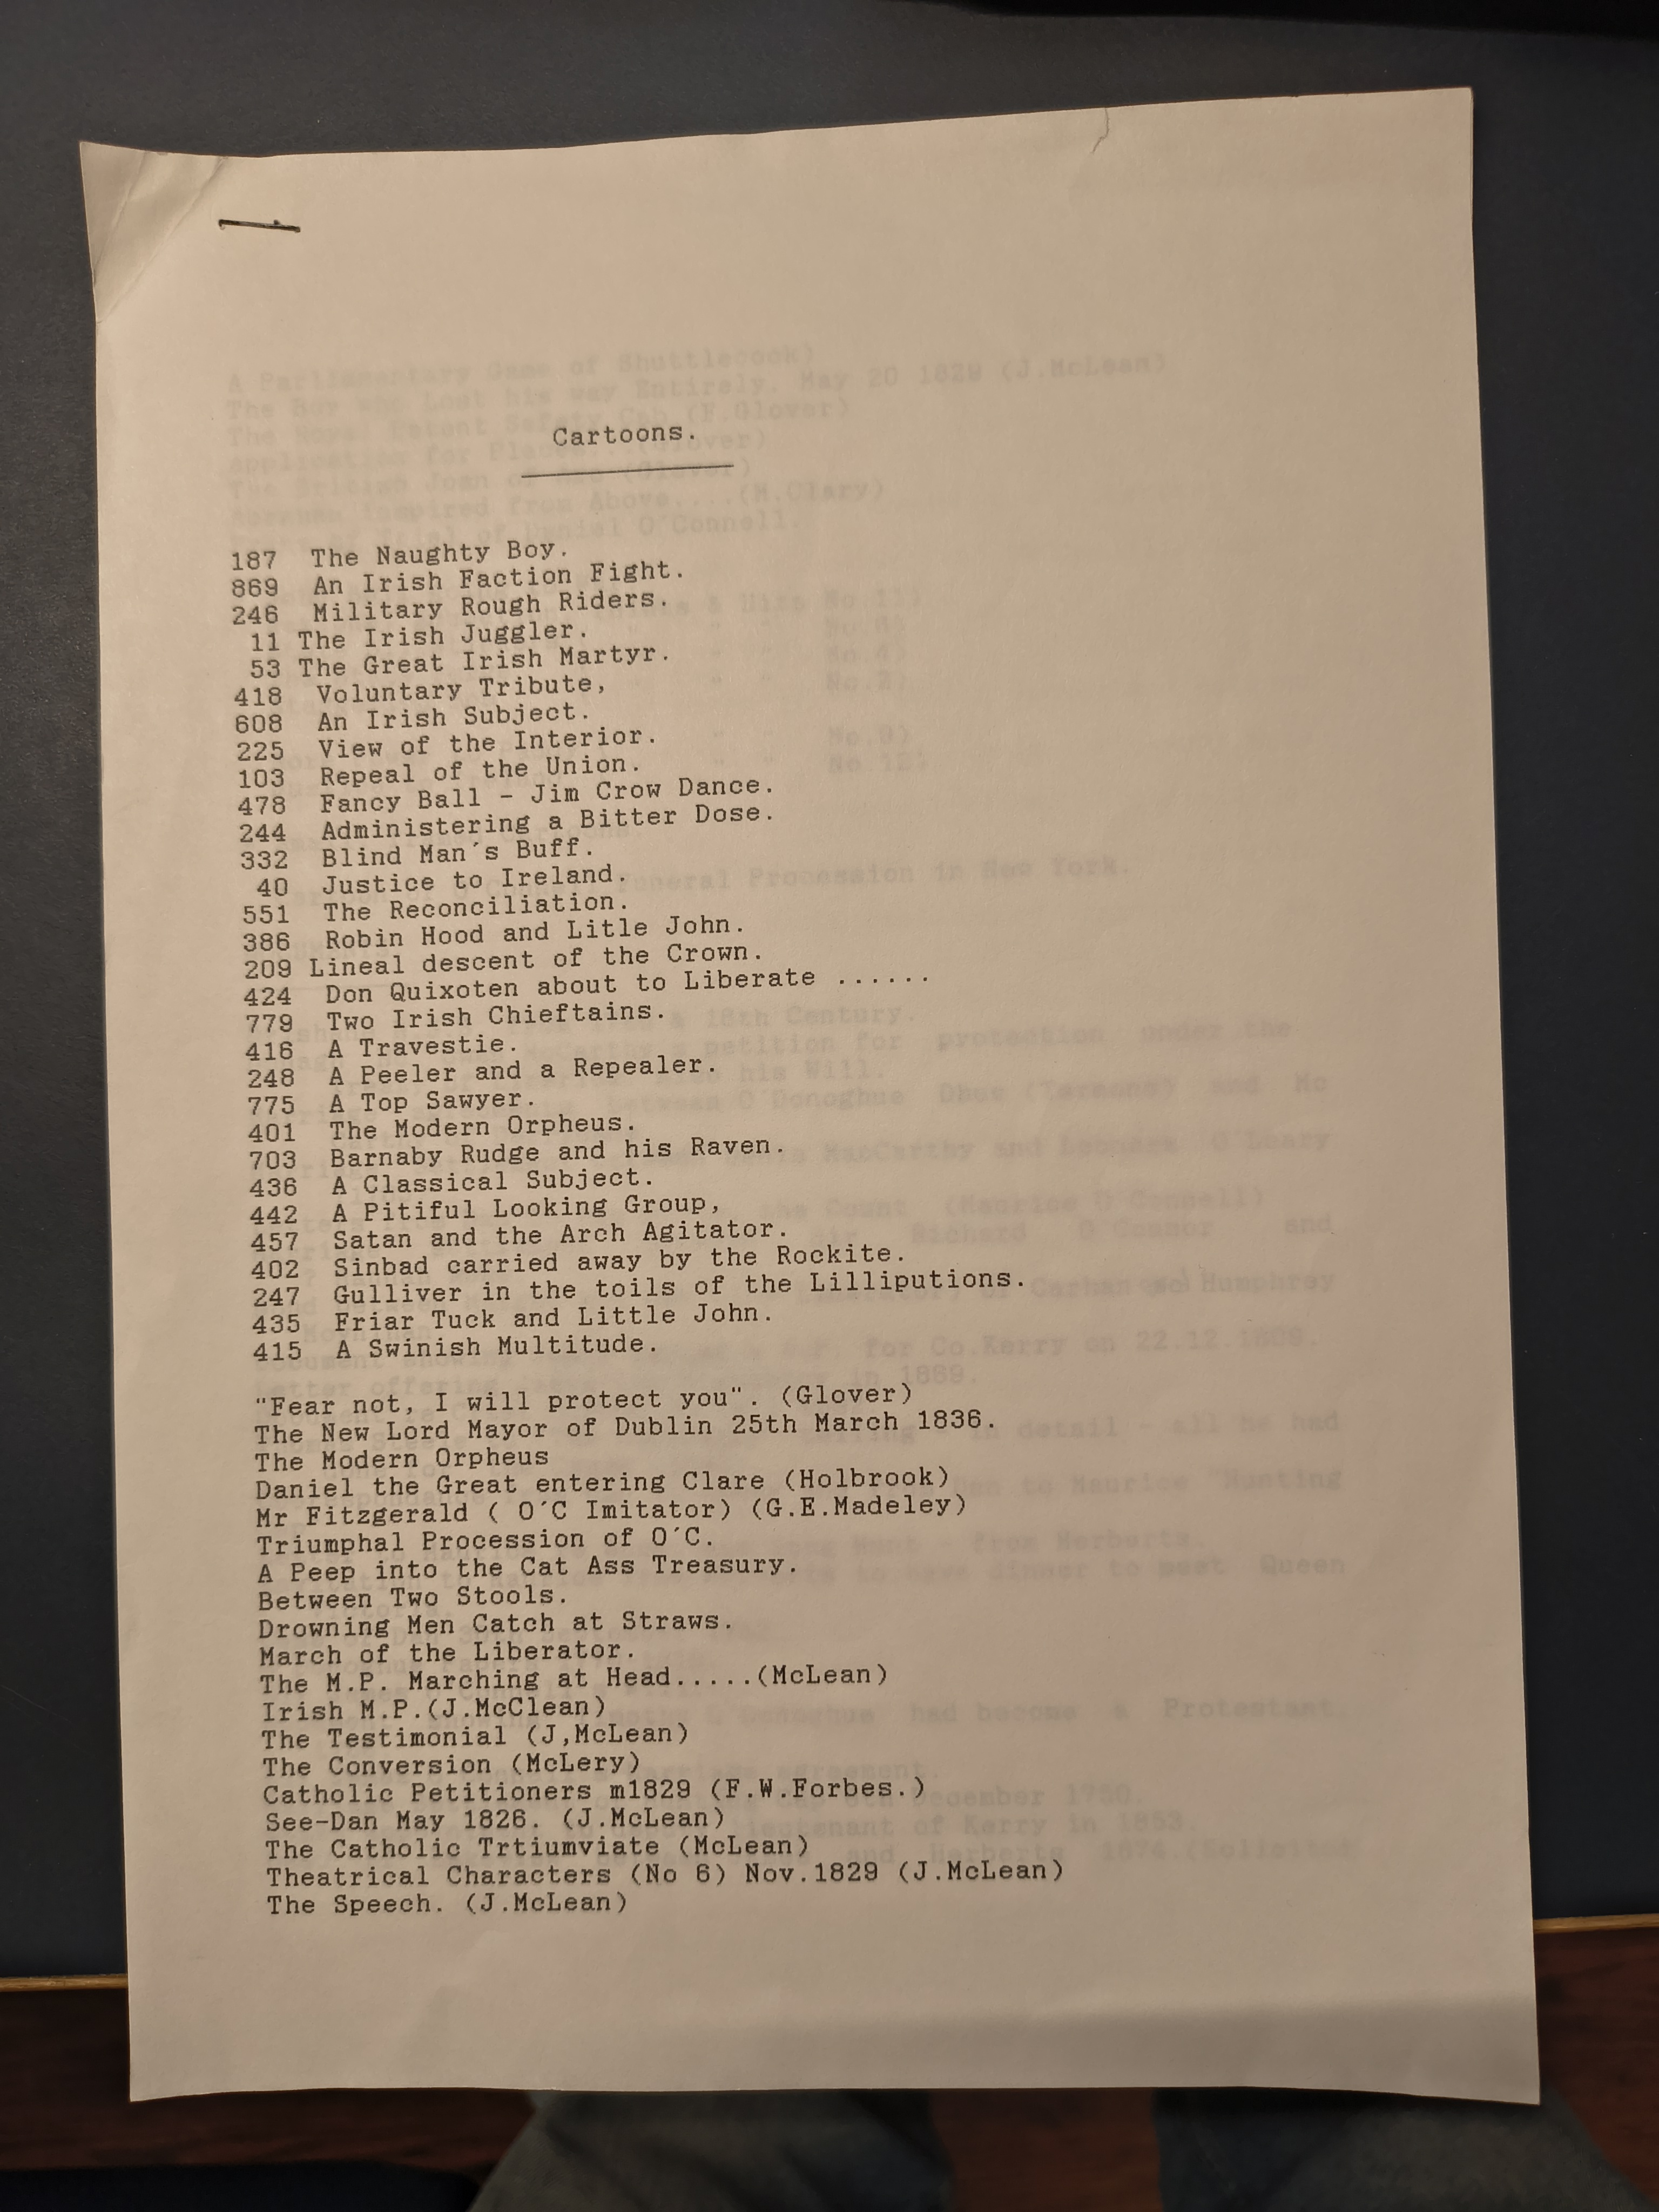 Cartoons.
187 The Naughty Boy.
869 An Irish Faction Fight.
246 Military Rough Riders.
11 The Irish Juggler.
53 The Great Irish Martyr.
418 Voluntary Tribute,
608 An Irish Subject.
225 View of the Interior.
103 Repeal of the Union.
478 Fancy Ball - Jim Crow Dance.
244 Administering a Bitter Dose.
332 Blind Man´s Buff.
40 Justice to Ireland.
551 The Reconciliation.
386 Robin Hood and Litle John.
209 Lineal descent of the Crown.
424 Don Quixoten about to Liberate ......
779 Two Irish Chieftains.
416 A Travestie.
248 A Peeler and a Repealer.
775 A Top Sawyer.
401 The Modern Orpheus.
703 Barnaby Rudge and his Raven.
436 A Classical Subject.
442 A Pitiful Looking Group,
457 Satan and the Arch Agitator.
402 Sinbad carried away by the Rockite.
247 Gulliver in the toils of the Lilliputions.
435 Friar Tuck and Little John.
415 A Swinish Multitude.
"Fear not, I will protect you". (Glover)
The New Lord Mayor of Dublin 25th March 1836.
The Modern Orpheus
Daniel the Great entering Clare (Holbrook)
Mr Fitzgerald ( O´C Imitator) (G.E.Madeley)
Triumphal Procession of O´C.
A Peep into the Cat Ass Treasury.
Between Two Stools.
Drowning Men Catch at Straws.
March of the Liberator.
The M.P. Marching at Head.....(McLean)
Irish M.P.(J.McClean)
The Testimonial (J,McLean)
The Conversion (McLery)
Catholic Petitioners m1829 (F.W.Forbes.)
See-Dan May 1826. (J.McLean)
The Catholic Trtiumviate (McLean)
Theatrical Characters (No 6) Nov.1829 (J.McLean)
The Speech. (J.McLean)